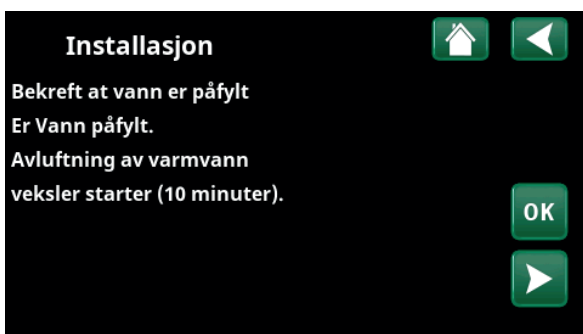 Installasjon
Bekreft at vann er påfylt
Er Vann påfylt.
Avluftning av varmvann
veksler starter (10 minuter).
OK